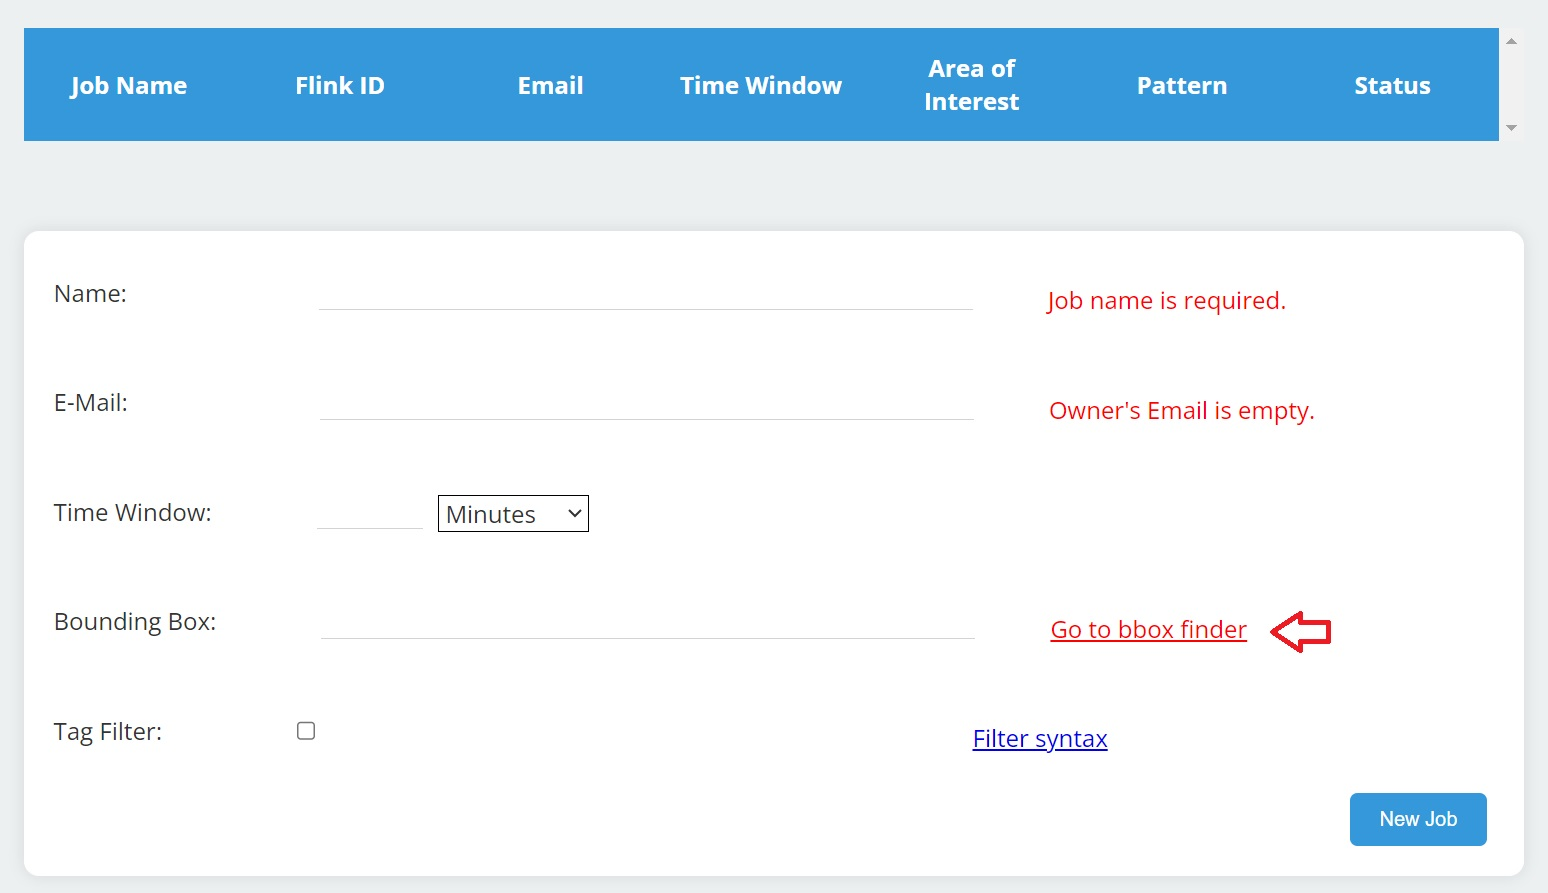 Job Name Flink ID Email Time Window Area of Interest Pattern Status
Name: Job name is required.
E-Mail: Owner's Email is empty.
Time Window: Minutes
Bounding Box: Go to bbox finder
Tag Filter: Filter syntax
New Job